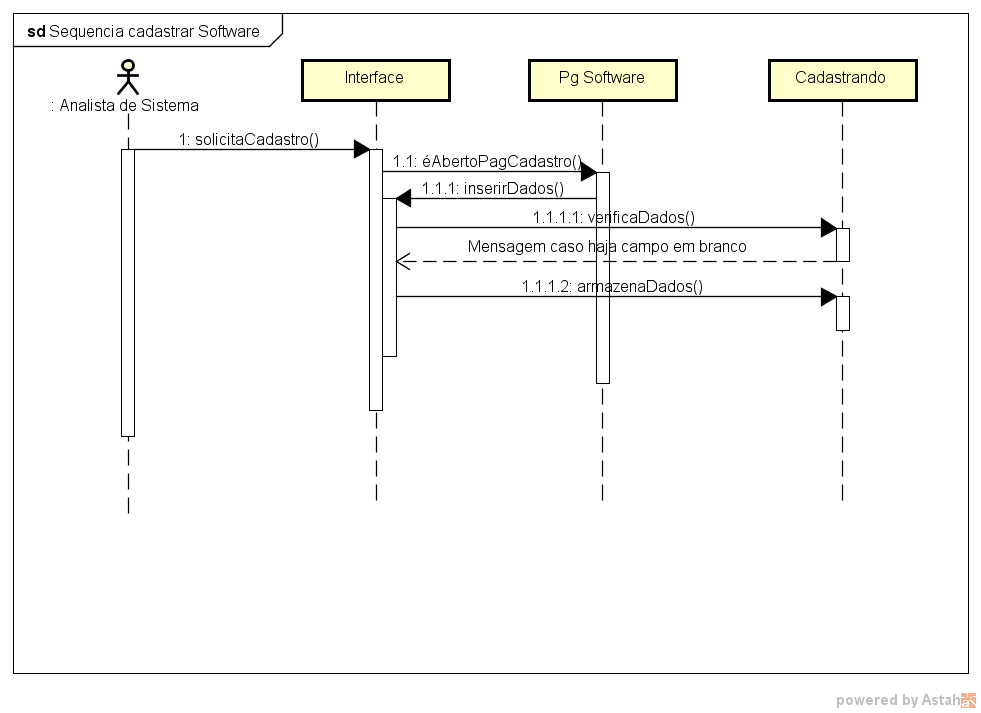 sd Sequencia cadastrar Software
Interface
Pg Software
Cadastrando
: Analista de Sistema
1: solicitaCadastro()
1.1: éAbertoPagCadastro()
1.1.1: inserirDados()
1.1.1.1: verificaDados()
Mensagem caso haja campo em branco
1.1.1.2: armazenaDados()
powered by Astah